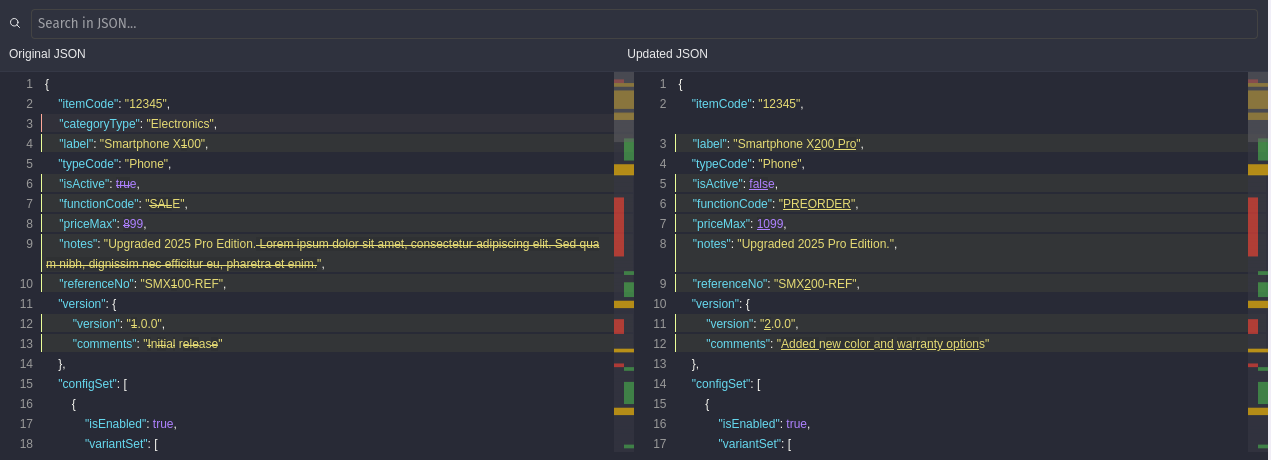 Search in JSON...
Original JSON
Updated JSON
1 {
2 "itemCode": "12345",
3 "categoryType": "Electronics",
4 "label": "Smartphone X100",
5 "typeCode": "Phone",
6 "isActive": true,
7 "functionCode": "SALE",
8 "priceMax": 899,
9 "notes": "Upgraded 2025 Pro Edition. Lorem ipsum dolor sit amet, consectetur adipiscing elit. Sed qua
m nibh, dignissim nec efficitur eu, pharetra et enim.",
10 "referenceNo": "SMX100-REF",
11 "version": {
12 "version": "1.0.0",
13 "comments": "Initial release"
14 },
15 "configSet": [
16 {
17 "isEnabled": true,
18 "variantSet": [
1 {
2 "itemCode": "12345",
3 "label": "Smartphone X200 Pro",
4 "typeCode": "Phone",
5 "isActive": false,
6 "functionCode": "PREORDER",
7 "priceMax": 1099,
8 "notes": "Upgraded 2025 Pro Edition.",
9 "referenceNo": "SMX200-REF",
10 "version": {
11 "version": "2.0.0",
12 "comments": "Added new color and warranty options"
13 },
14 "configSet": [
15 {
16 "isEnabled": true,
17 "variantSet": [